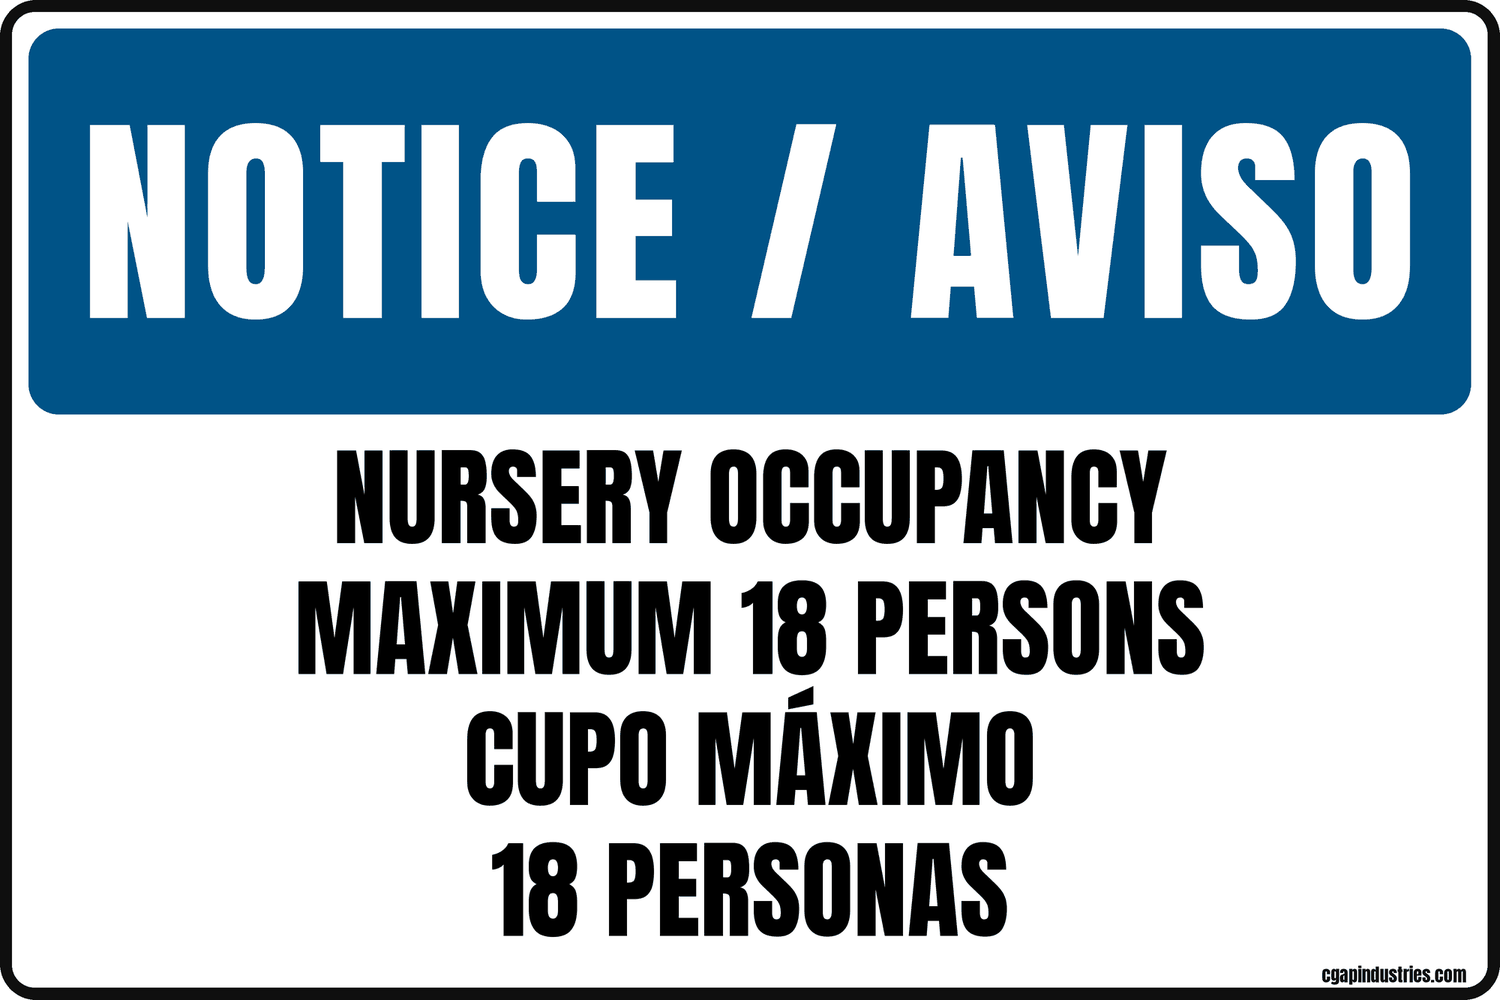 NOTICE / AVISO
NURSERY OCCUPANCY
MAXIMUM 18 PERSONS
CUPO MÁXIMO
18 PERSONAS
cgapindustries.com